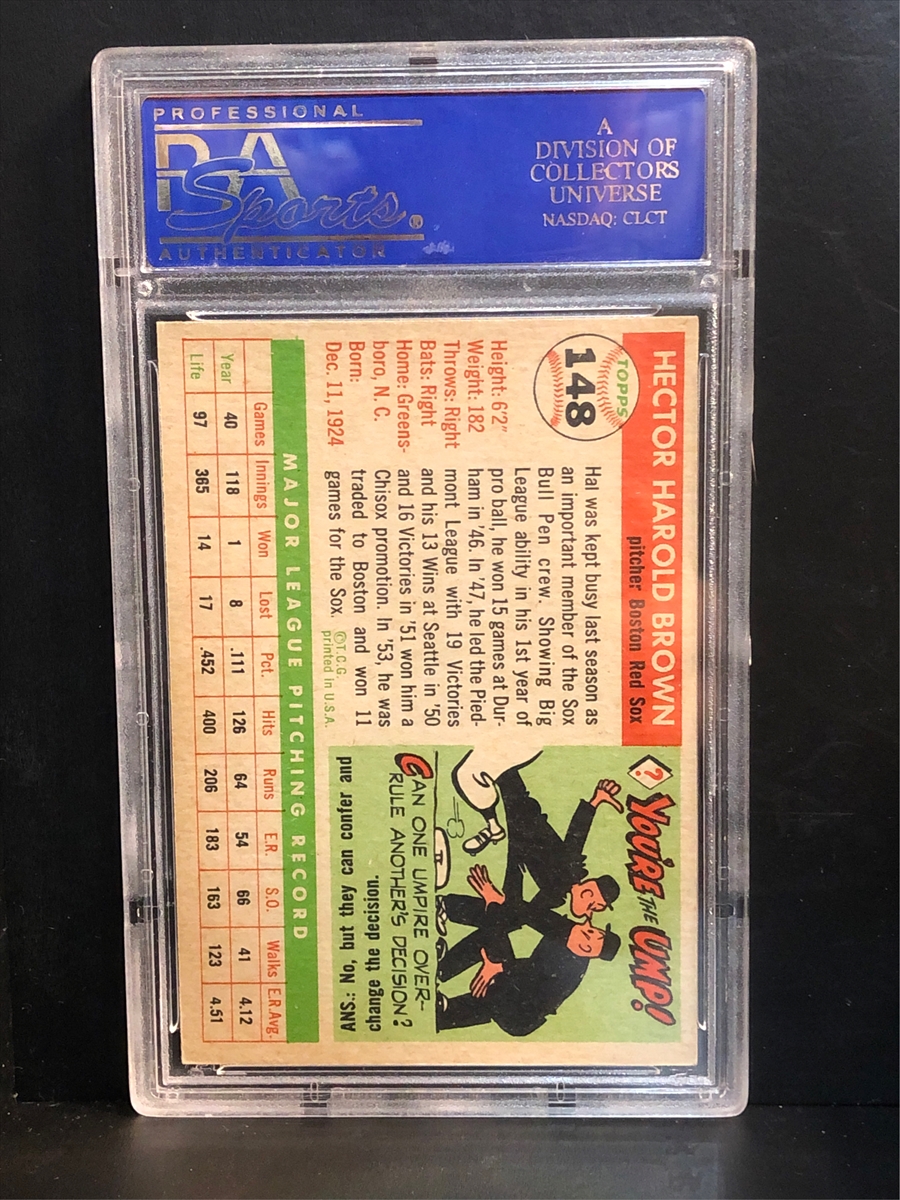 PROFESSIONAL
PSA
Sports®
AUTHENTICATOR
A
DIVISION OF
COLLECTORS
UNIVERSE
NASDAQ: CLCT
TOPPS
148
HECTOR HAROLD BROWN
pitcher Boston Red Sox
Height: 6'2"
Weight: 182
Throws: Right
Bats: Right
Home: Greens-
boro, N. C.
Born:
Dec. 11, 1924
Hal was kept busy last season as
an important member of the Sox
Bull Pen crew. Showing Big
League ability in his 1st year of
pro ball, he won 15 games at Dur-
ham in '46. In '47, he led the Pied-
mont League with 19 Victories
and his 13 Wins at Seattle in '50
and 16 Victories in '51 won him a
Chisox promotion. In '53, he was
traded to Boston and won 11
games for the Sox.
©T.C.G.
printed in U.S.A.
? YOU'RE THE UMP!
CAN ONE UMPIRE OVER-
RULE ANOTHER'S DECISION?
ANS.: No, but they can confer and
change the decision.
MAJOR LEAGUE PITCHING RECORD
Games Innings Won Lost Pct. Hits Runs E.R. S.O. Walks E.R.Avg.
Year 40 118 1 8 .111 126 64 54 66 41 4.12
Life 97 365 14 17 .452 400 206 183 163 123 4.51